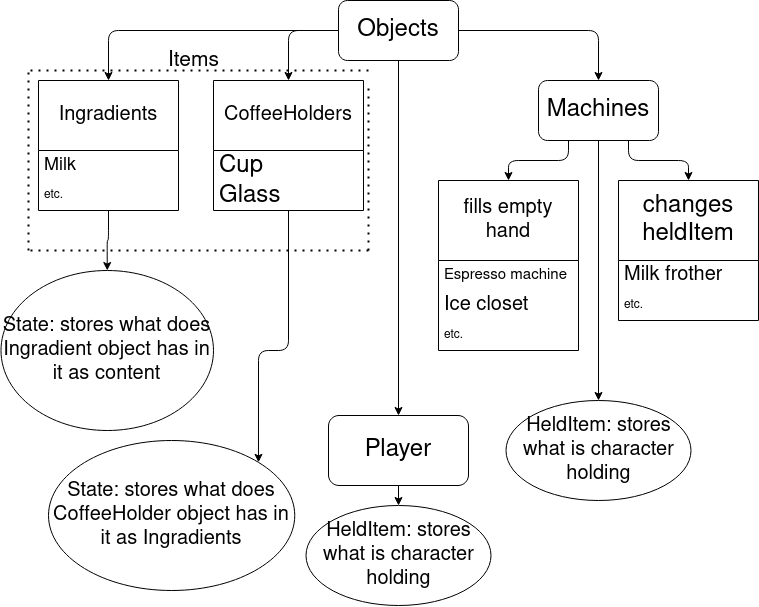 Objects
Items
Ingradients
Milk
etc.
CoffeeHolders
Cup
Glass
Machines
fills empty
hand
Espresso machine
Ice closet
etc.
changes
heldItem
Milk frother
etc.
State: stores what does
Ingradient object has in
it as content
State: stores what does
CoffeeHolder object has in
it as Ingradients
Player
HeldItem: stores
what is character
holding
HeldItem: stores
what is character
holding